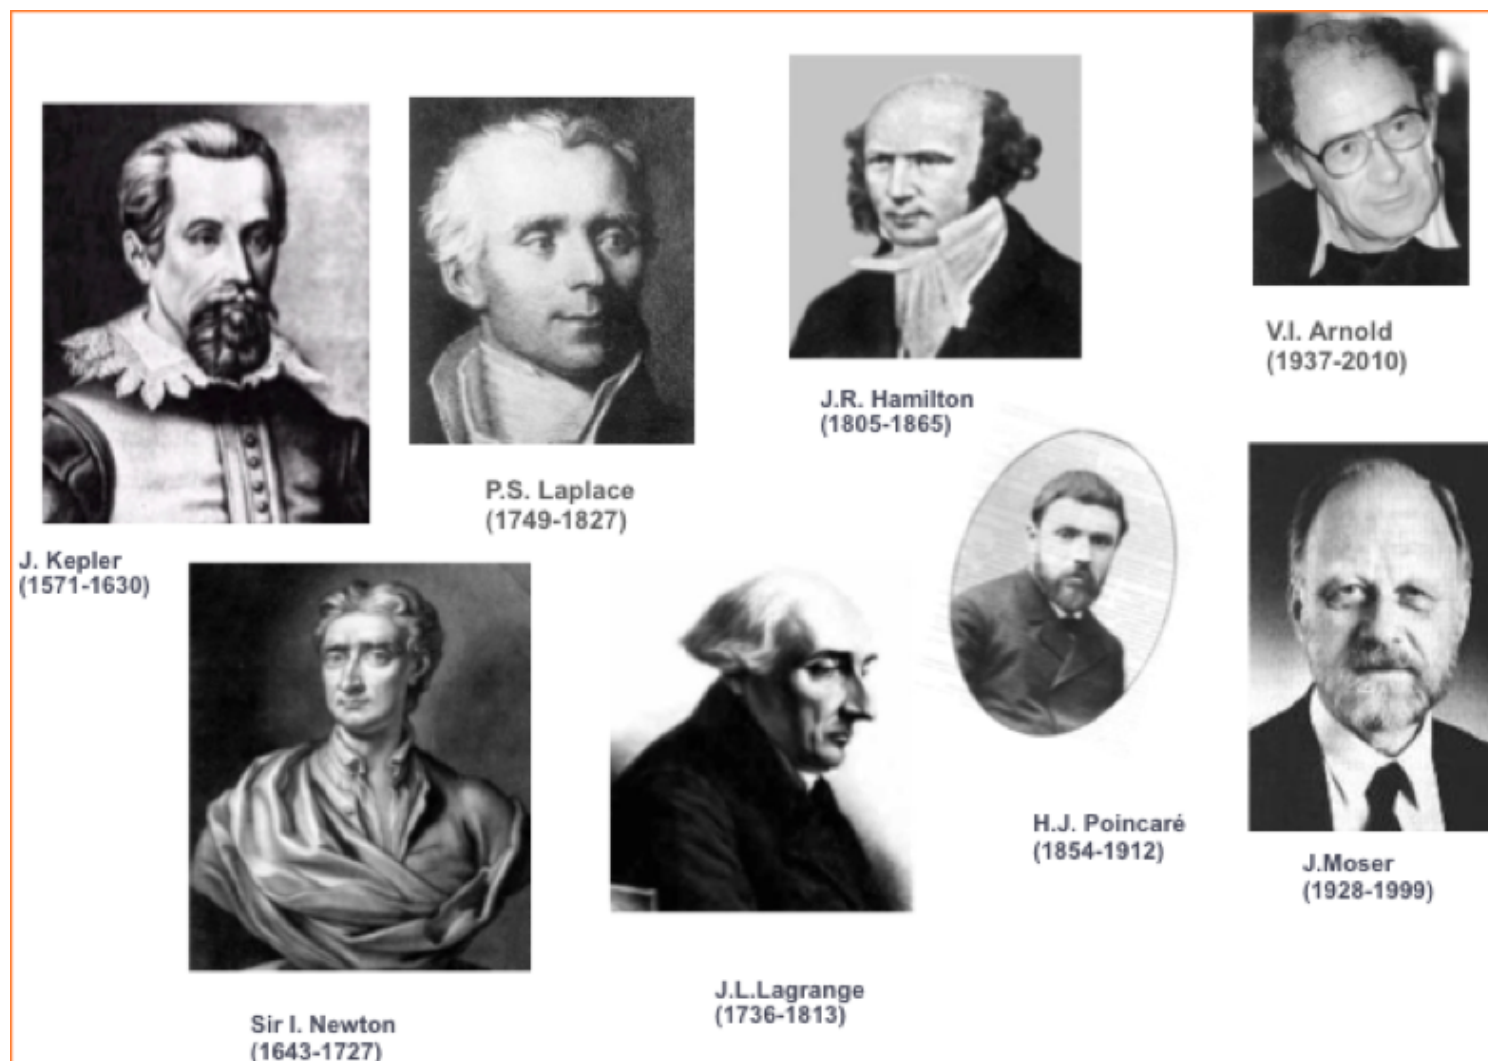 J. Kepler
(1571-1630)
P.S. Laplace
(1749-1827)
J.R. Hamilton
(1805-1865)
V.I. Arnold
(1937-2010)
Sir I. Newton
(1643-1727)
J.L.Lagrange
(1736-1813)
H.J. Poincaré
(1854-1912)
J.Moser
(1928-1999)